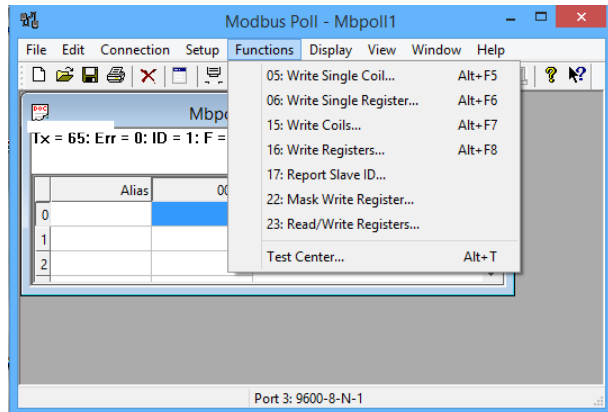 Modbus Poll - Mbpoll1
File Edit Connection Setup Functions Display View Window Help
05: Write Single Coil... Alt+F5
06: Write Single Register... Alt+F6
15: Write Coils... Alt+F7
16: Write Registers... Alt+F8
17: Report Slave ID...
22: Mask Write Register...
23: Read/Write Registers...
Test Center... Alt+T
Tx = 65: Err = 0: ID = 1: F =
Alias
0
1
2
Port 3: 9600-8-N-1